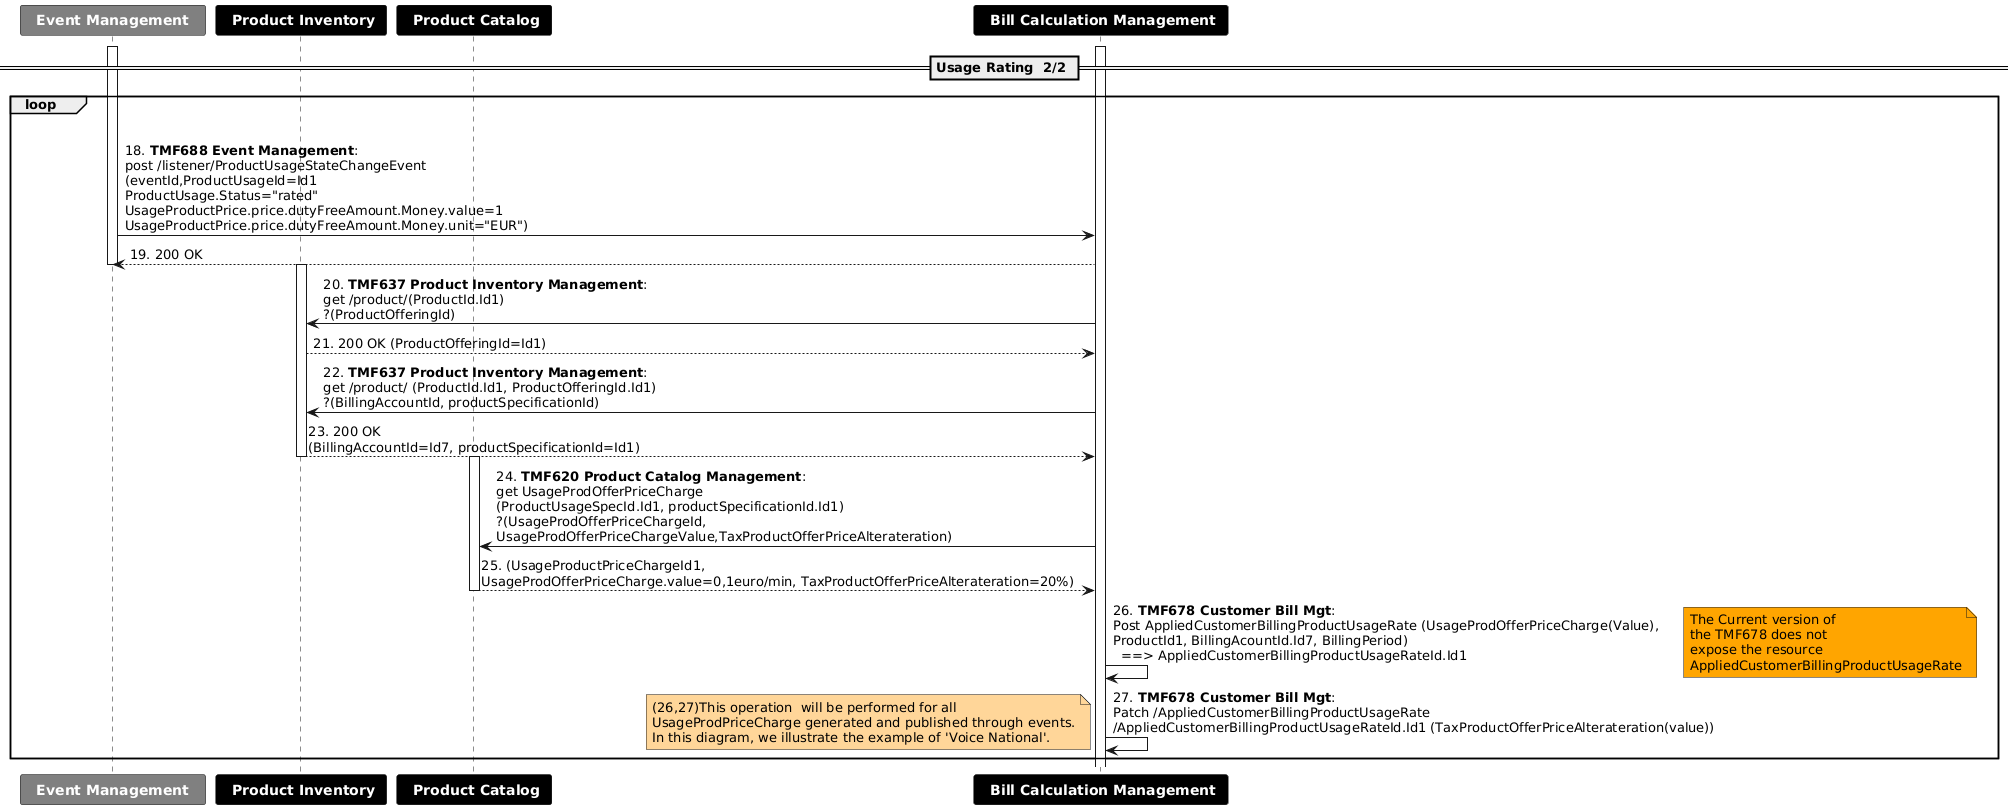 Event Management
Product Inventory
Product Catalog
Bill Calculation Management
Usage Rating 2/2
loop
18. TMF688 Event Management:
post /listener/ProductUsageStateChangeEvent
(eventId,ProductUsageId=Id1
ProductUsage.Status="rated"
UsageProductPrice.price.dutyFreeAmount.Money.value=1
UsageProductPrice.price.dutyFreeAmount.Money.unit="EUR")
19. 200 OK
20. TMF637 Product Inventory Management:
get /product/(ProductId.Id1)
?(ProductOfferingId)
21. 200 OK (ProductOfferingId=Id1)
22. TMF637 Product Inventory Management:
get /product/ (ProductId.Id1, ProductOfferingId.Id1)
?(BillingAccountId, productSpecificationId)
23. 200 OK
(BillingAccountId=Id7, productSpecificationId=Id1)
24. TMF620 Product Catalog Management:
get UsageProdOfferPriceCharge
(ProductUsageSpecId.Id1, productSpecificationId.Id1)
?(UsageProdOfferPriceChargeId,
UsageProdOfferPriceChargeValue,TaxProductOfferPriceAlterateration)
25. (UsageProductPriceChargeId1,
UsageProdOfferPriceCharge.value=0,1euro/min, TaxProductOfferPriceAlterateration=20%)
26. TMF678 Customer Bill Mgt:
Post AppliedCustomerBillingProductUsageRate (UsageProdOfferPriceCharge(Value),
ProductId1, BillingAcountId.Id7, BillingPeriod)
==> AppliedCustomerBillingProductUsageRateId.Id1
The Current version of
the TMF678 does not
expose the resource
AppliedCustomerBillingProductUsageRate
27. TMF678 Customer Bill Mgt:
Patch /AppliedCustomerBillingProductUsageRate
/AppliedCustomerBillingProductUsageRateId.Id1 (TaxProductOfferPriceAlterateration(value))
(26,27)This operation will be performed for all
UsageProdPriceCharge generated and published through events.
In this diagram, we illustrate the example of 'Voice National'.
Event Management
Product Inventory
Product Catalog
Bill Calculation Management